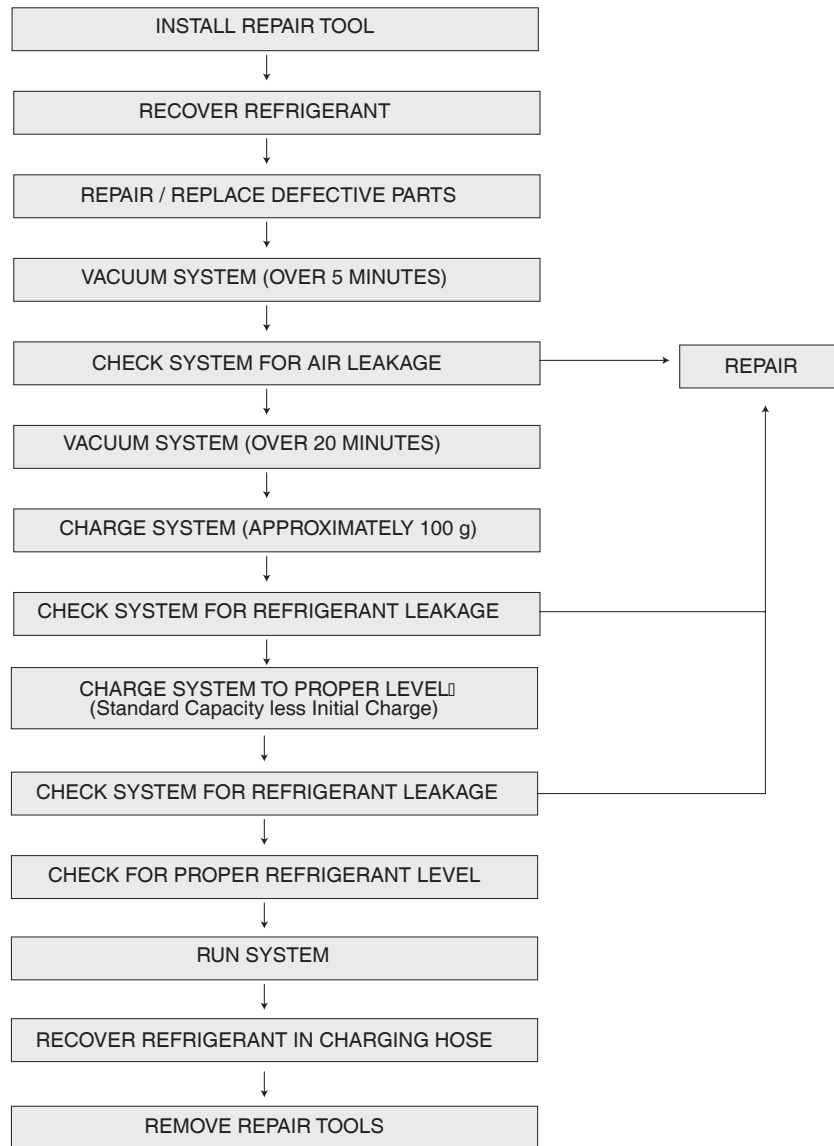 INSTALL REPAIR TOOL
RECOVER REFRIGERANT
REPAIR / REPLACE DEFECTIVE PARTS
VACUUM SYSTEM (OVER 5 MINUTES)
CHECK SYSTEM FOR AIR LEAKAGE
REPAIR
VACUUM SYSTEM (OVER 20 MINUTES)
CHARGE SYSTEM (APPROXIMATELY 100 g)
CHECK SYSTEM FOR REFRIGERANT LEAKAGE
CHARGE SYSTEM TO PROPER LEVEL▯
(Standard Capacity less Initial Charge)
CHECK SYSTEM FOR REFRIGERANT LEAKAGE
CHECK FOR PROPER REFRIGERANT LEVEL
RUN SYSTEM
RECOVER REFRIGERANT IN CHARGING HOSE
REMOVE REPAIR TOOLS